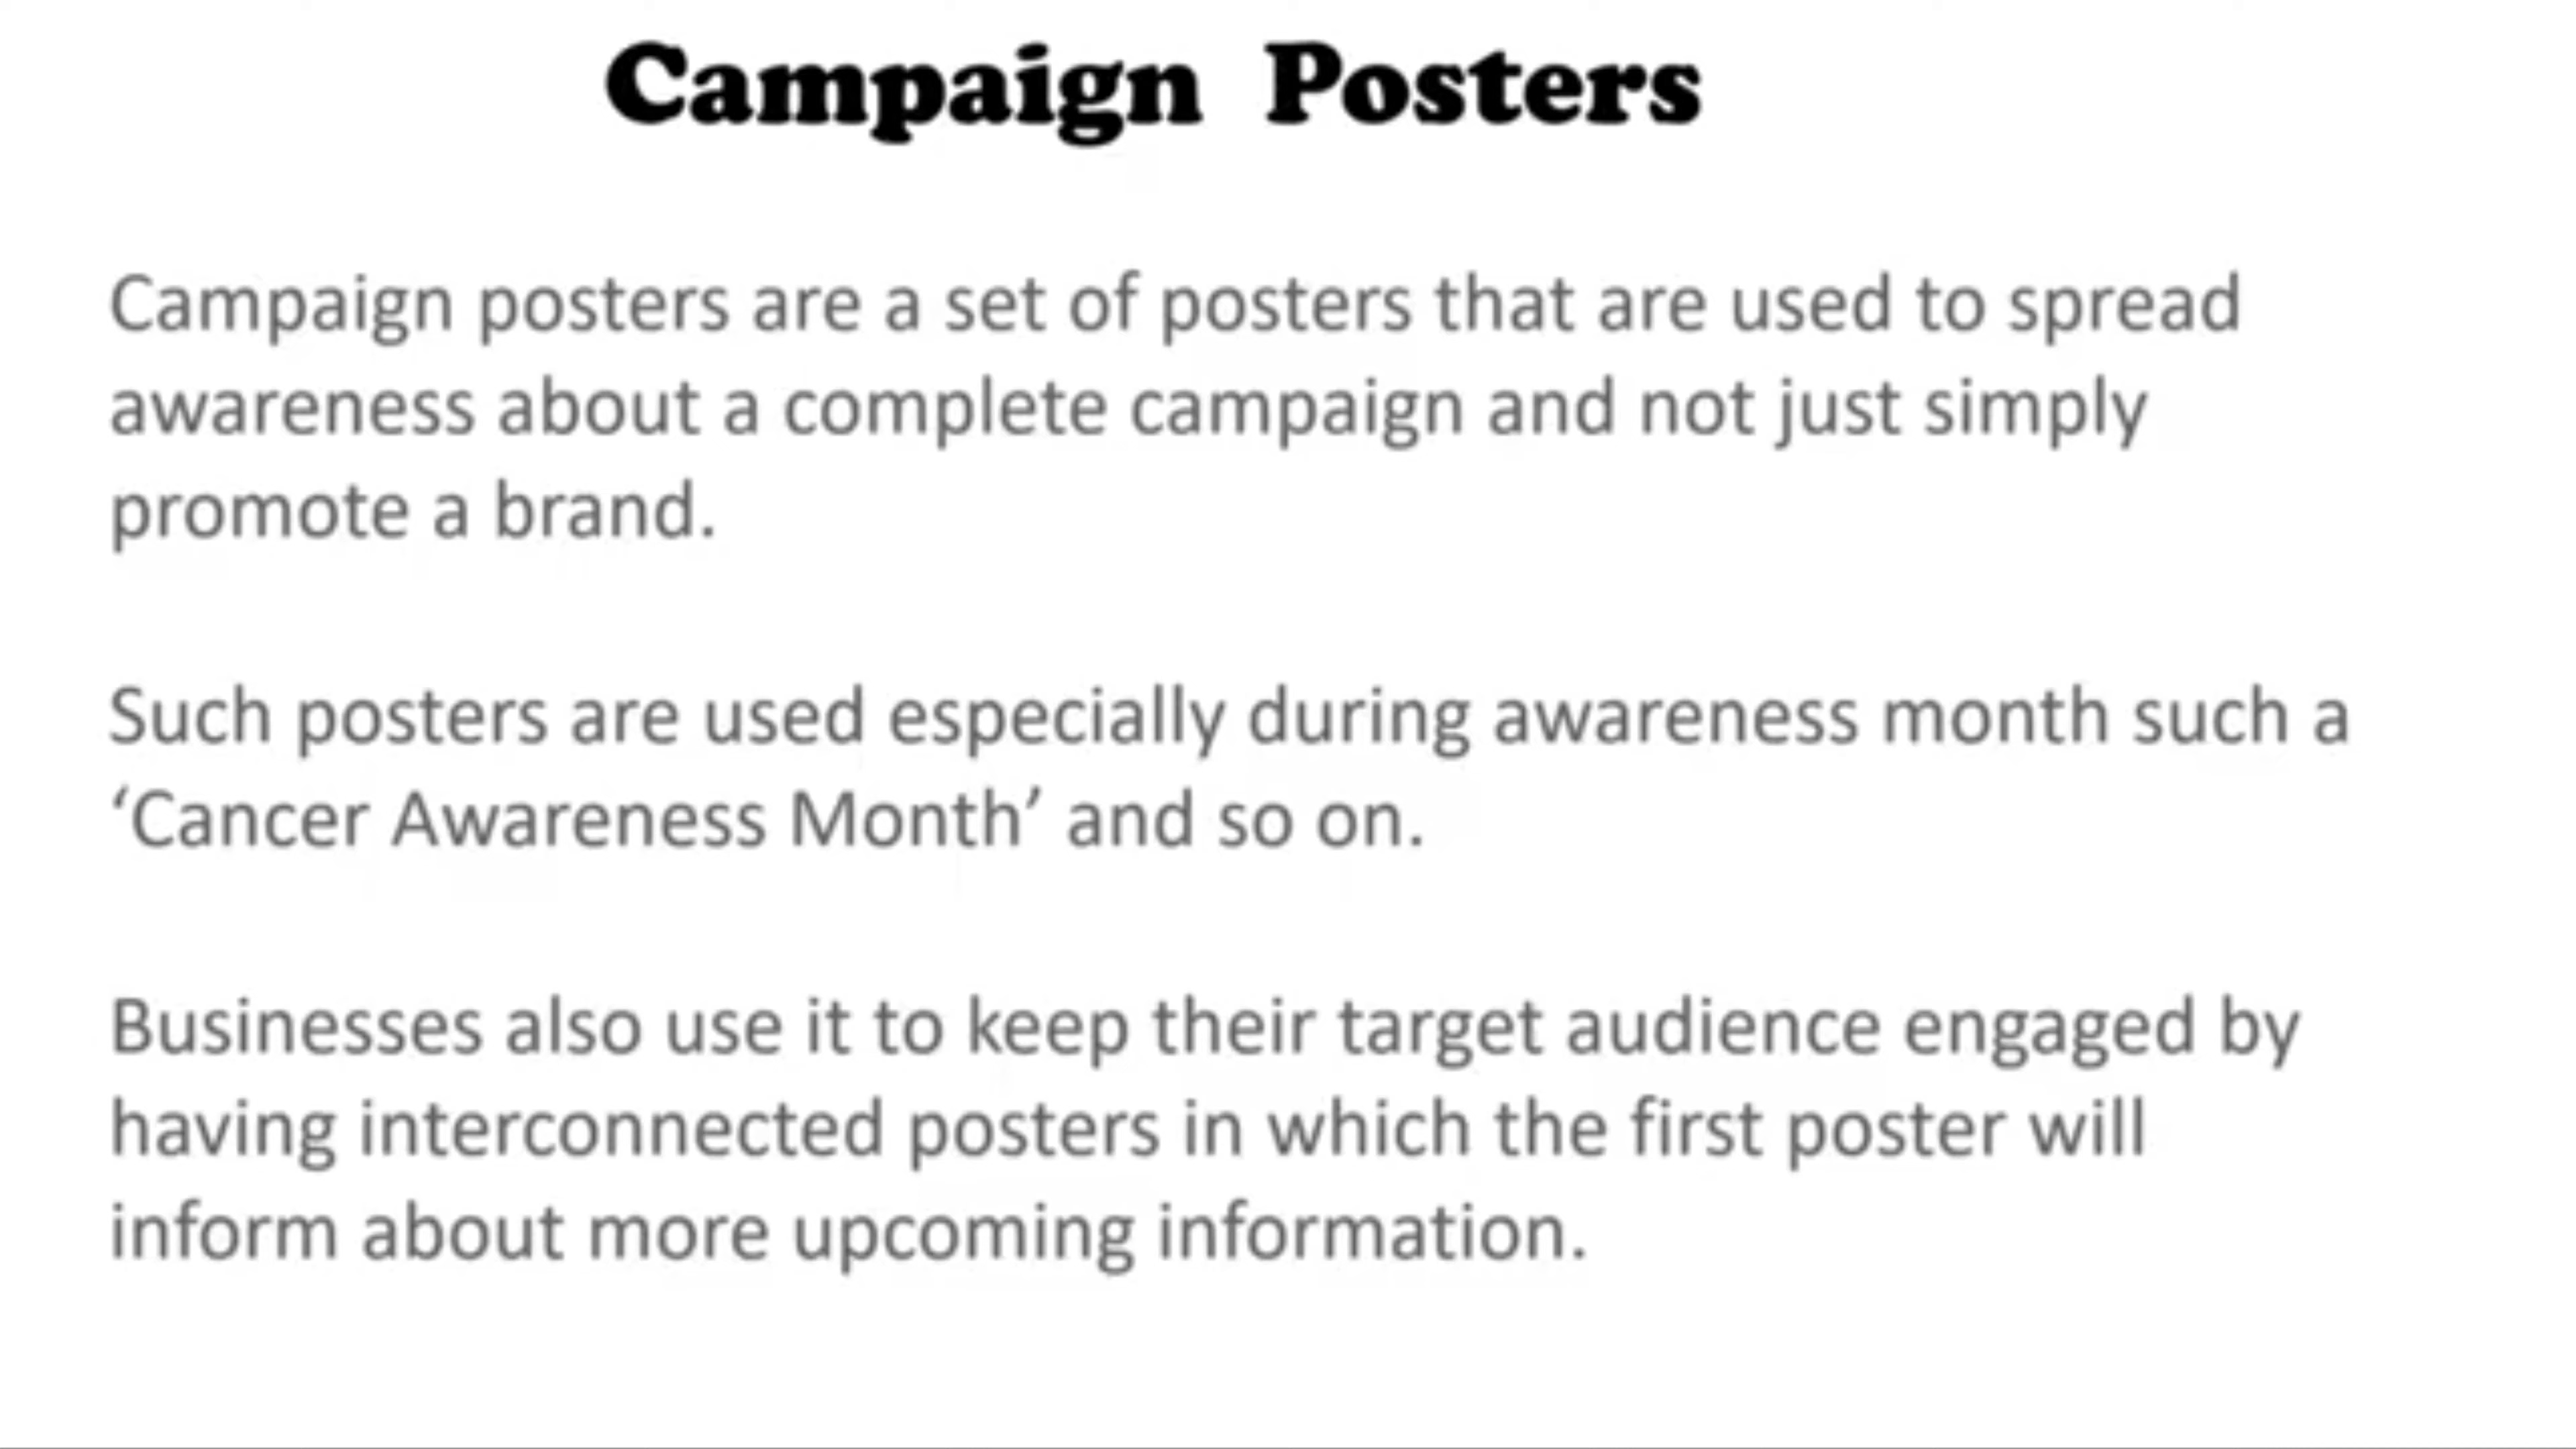 Campaign Posters
Campaign posters are a set of posters that are used to spread
awareness about a complete campaign and not just simply
promote a brand.
Such posters are used especially during awareness month such a
‘Cancer Awareness Month’ and so on.
Businesses also use it to keep their target audience engaged by
having interconnected posters in which the first poster will
inform about more upcoming information.